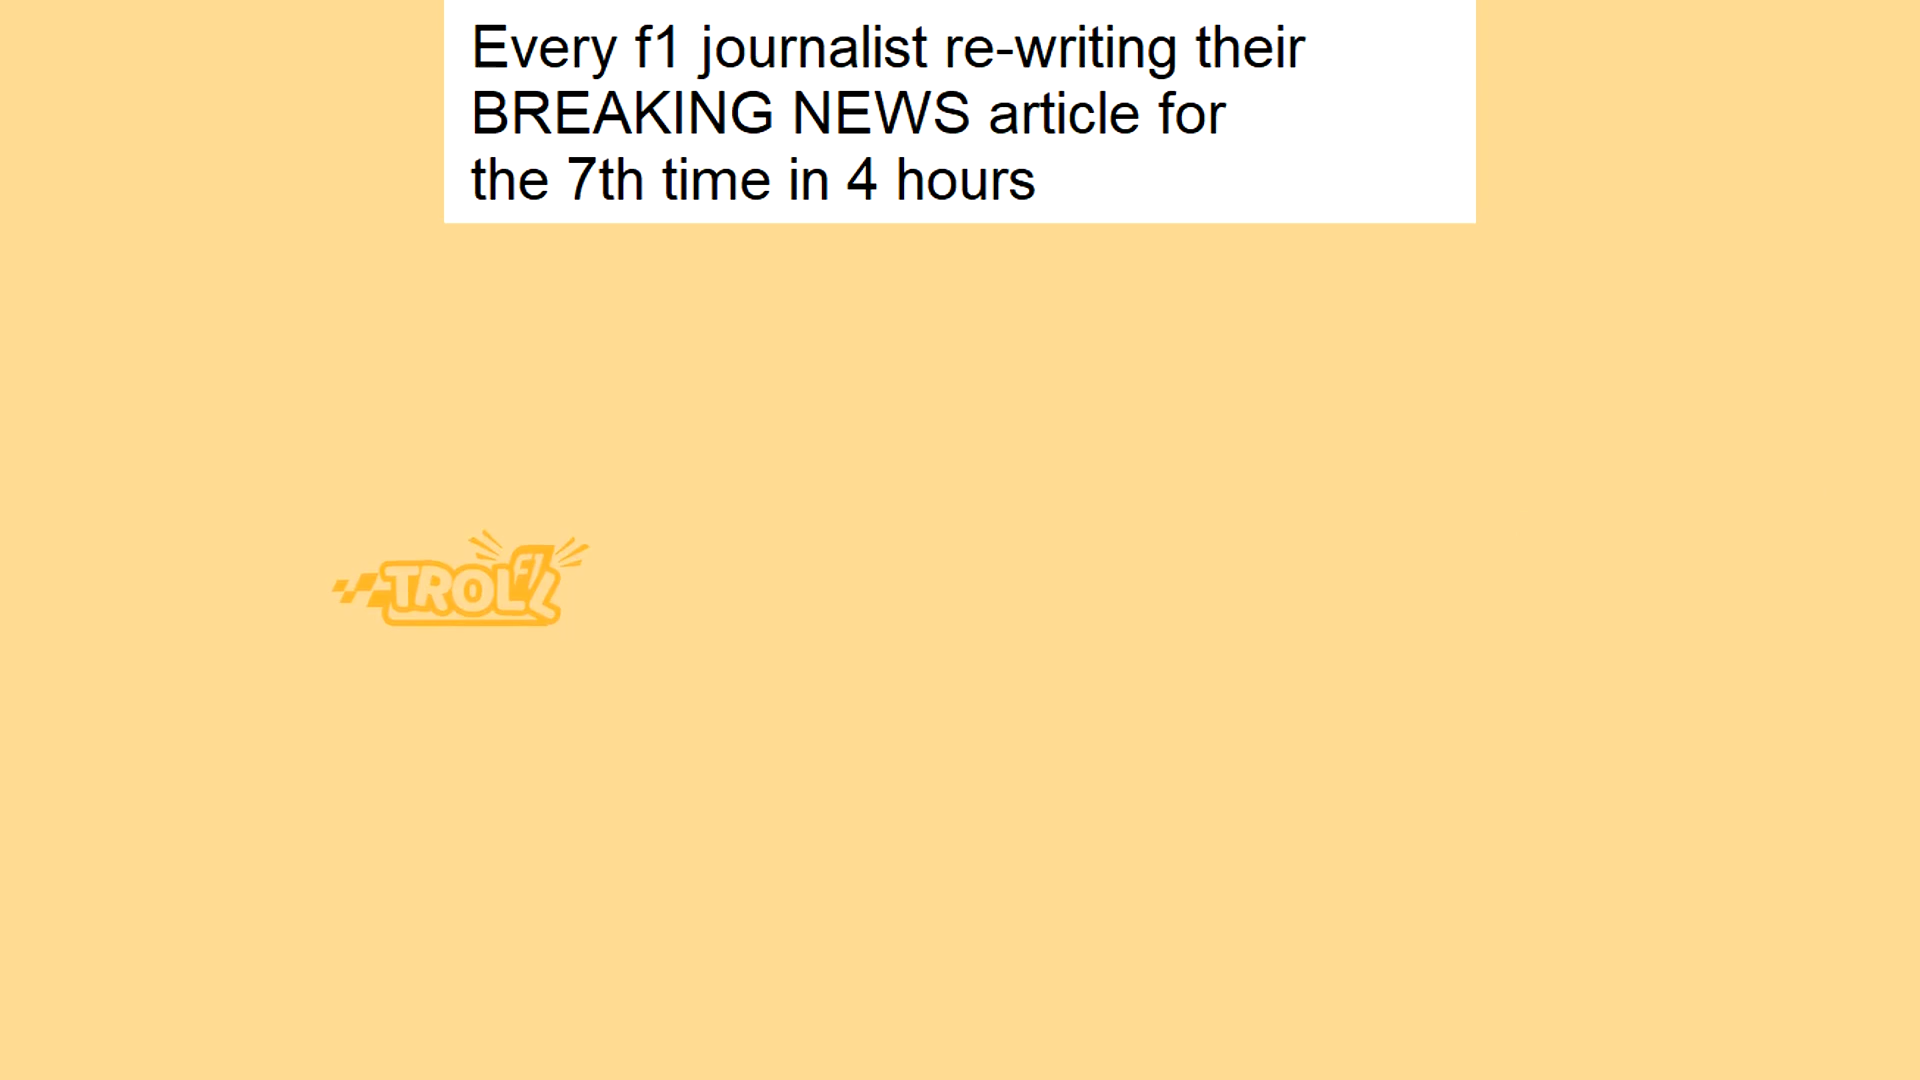 Every f1 journalist re-writing their
BREAKING NEWS article for
the 7th time in 4 hours
TROLL
F1